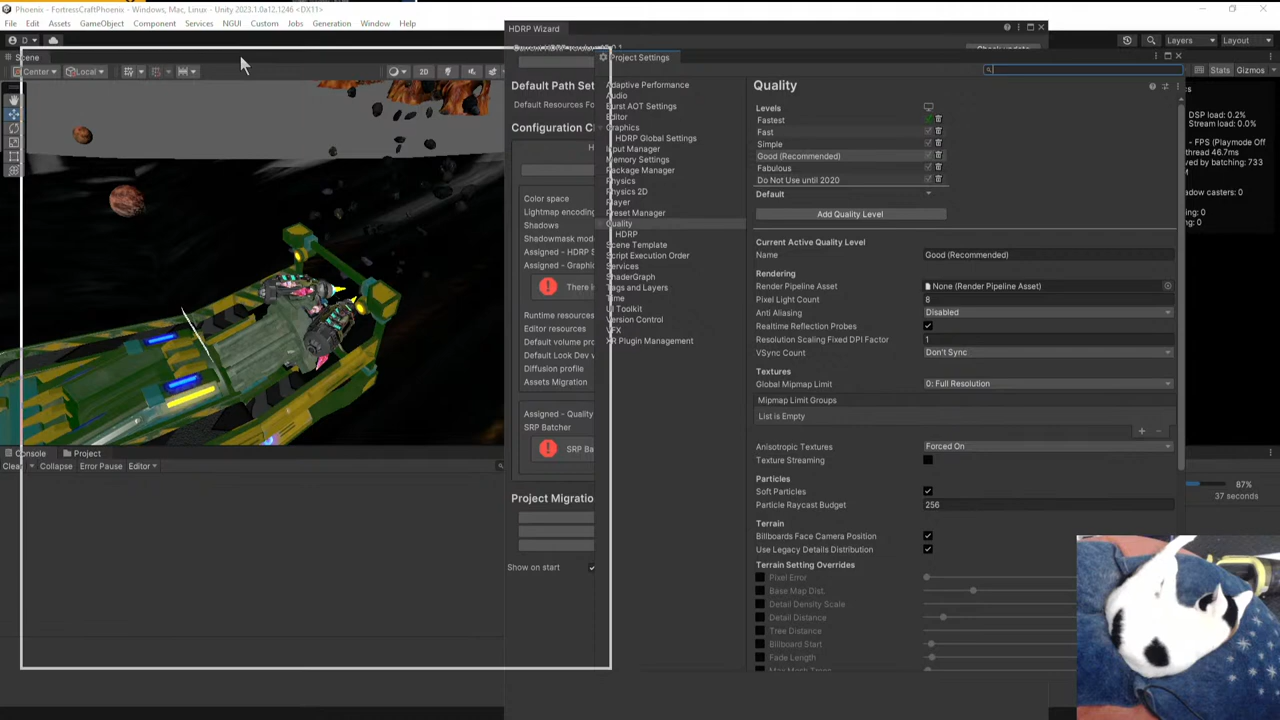 Phoenix - FortressCraftPhoenix - Windows, Mac, Linux - Unity 2023.1.0a12.1246 <DX11>
File Edit Assets GameObject Component Services NGUI Custom Jobs Generation Window Help
D
Layers Layout
HDRP Wizard
Scene
Project Settings
Center Local 2D
Stats Gizmos
Default Path Set
Default Resources Fo
Configuration C
Color space
Lightmap encoding
Shadows
Shadowmask mod
Assigned - HDRP S
Assigned - Graphic
There i
Runtime resources
Editor resources
Default volume pro
Default Look Dev v
Diffusion profile
Assets Migration
Assigned - Quality
SRP Batcher
SRP Ba
Project Migratio
Show on start
Adaptive Performance
Audio
Burst AOT Settings
Editor
Graphics
HDRP Global Settings
Input Manager
Memory Settings
Package Manager
Physics
Physics 2D
Player
Preset Manager
Quality
HDRP
Scene Template
Script Execution Order
Services
ShaderGraph
Tags and Layers
Time
UI Toolkit
Version Control
VFX
XR Plugin Management
Quality
Levels
Fastest
Fast
Simple
Good (Recommended)
Fabulous
Do Not Use until 2020
Default
Add Quality Level
Current Active Quality Level
Name Good (Recommended)
Rendering
Render Pipeline Asset None (Render Pipeline Asset)
Pixel Light Count 8
Anti Aliasing Disabled
Realtime Reflection Probes
Resolution Scaling Fixed DPI Factor 1
VSync Count Don't Sync
Textures
Global Mipmap Limit 0: Full Resolution
Mipmap Limit Groups
List is Empty
Anisotropic Textures Forced On
Texture Streaming
Particles
Soft Particles
Particle Raycast Budget 256
Terrain
Billboards Face Camera Position
Use Legacy Details Distribution
Terrain Setting Overrides
Pixel Error
Base Map Dist.
Detail Density Scale
Detail Distance
Tree Distance
Billboard Start
Fade Length
DSP load: 0.2%
Stream load: 0.0%
- FPS (Playmode Off
thread 46.7ms
ved by batching: 733
adow casters: 0
ng: 0
87%
37 seconds
Console Project
Clea Collapse Error Pause Editor